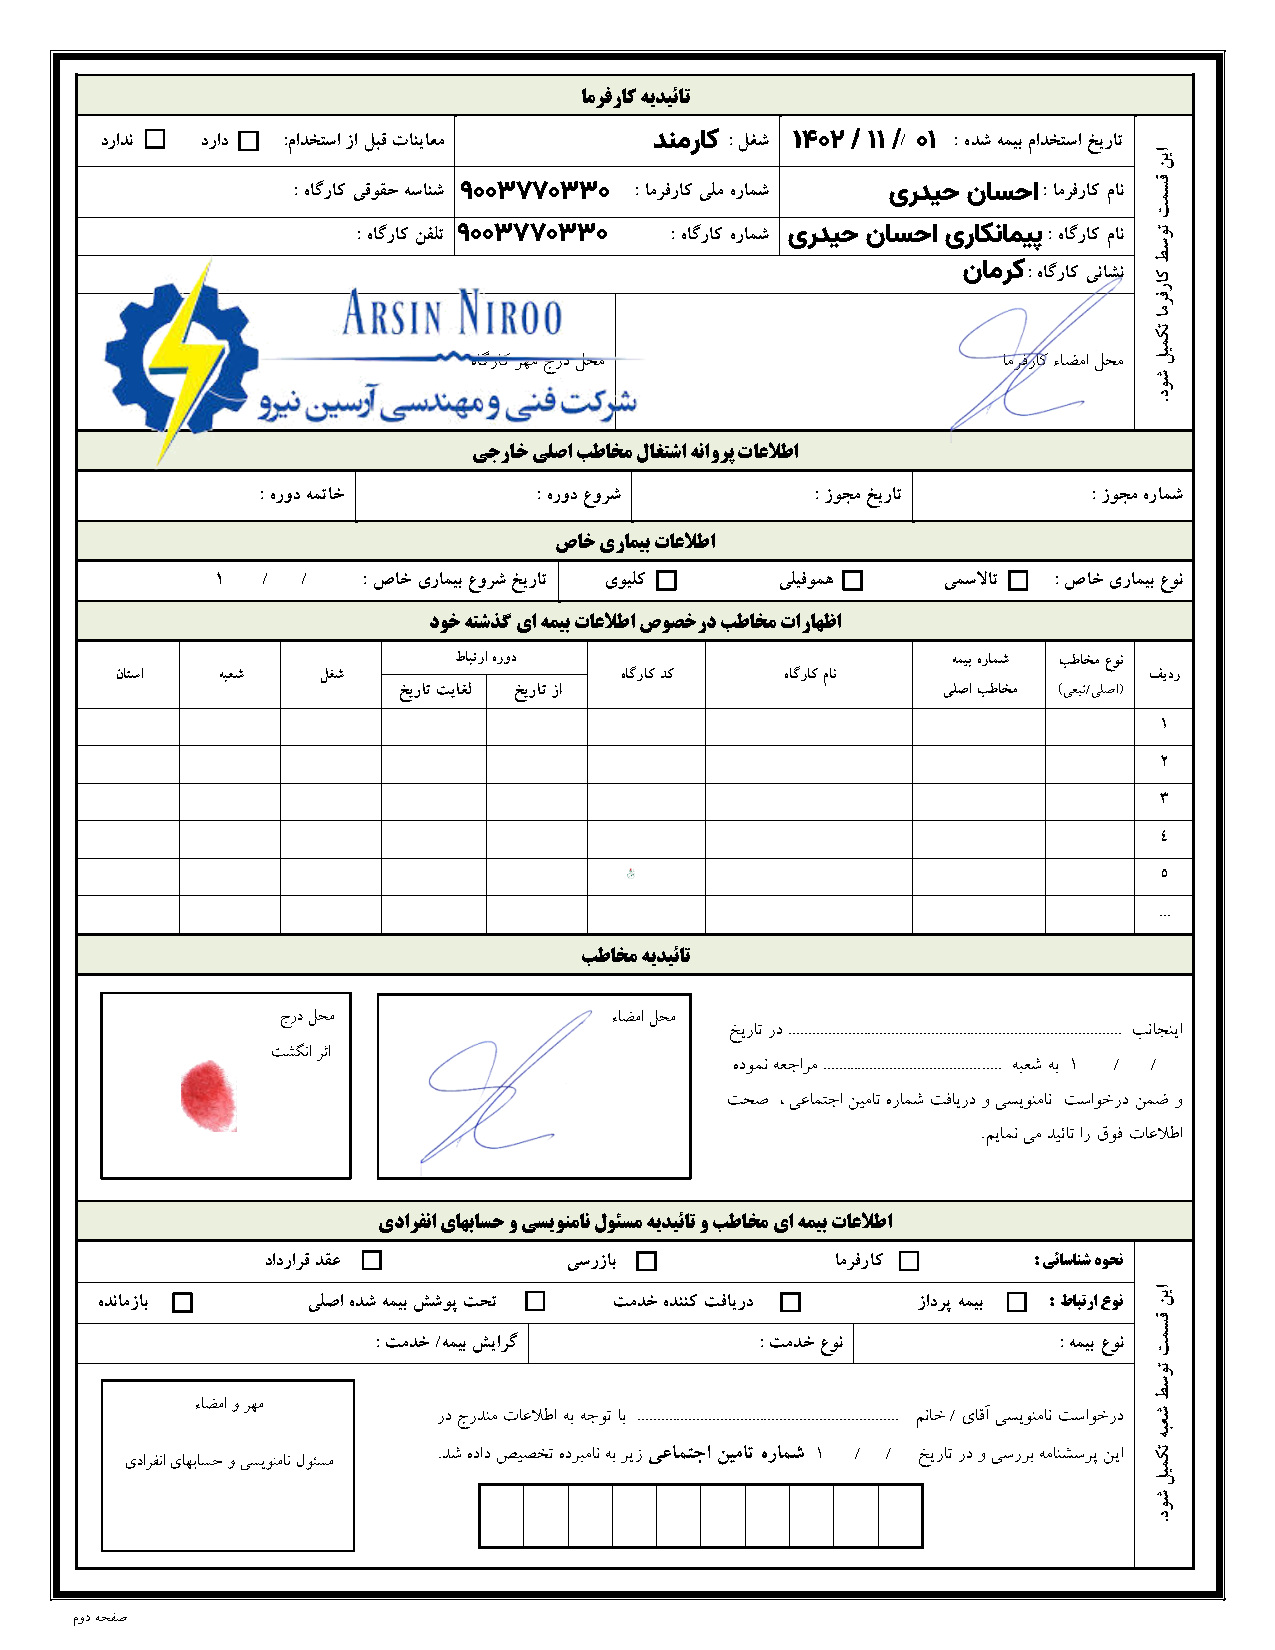 تائیدیه کارفرما
تاریخ استخدام بیمه شده : ۰۱ // ۱۱ / ۱۴۰۲ شغل : کارمند معاینات قبل از استخدام: دارد ندارد
نام کارفرما : احسان حیدری شماره ملی کارفرما : ۹۰۰۳۷۷۰۳۳۰ شناسه حقوقی کارگاه :
نام کارگاه : پیمانکاری احسان حیدری شماره کارگاه : ۹۰۰۳۷۷۰۳۳۰ تلفن کارگاه :
نشانی کارگاه : کرمان
این قسمت توسط کارفرما تکمیل شود.
ARSIN NIROO
محل امضاء کارفرما محل درج مهر کارگاه
شرکت فنی و مهندسی آرسین نیرو
اطلاعات پروانه اشتغال مخاطب اصلی خارجی
شماره مجوز : تاریخ مجوز : شروع دوره : خاتمه دوره :
اطلاعات بیماری خاص
نوع بیماری خاص : تالاسمی هموفیلی کلیوی تاریخ شروع بیماری خاص : / / ۱
اظهارات مخاطب درخصوص اطلاعات بیمه ای گذشته خود
ردیف نوع مخاطب (اصلی/تبعی) شماره بیمه مخاطب اصلی نام کارگاه کد کارگاه دوره ارتباط شغل شعبه استان
از تاریخ لغایت تاریخ
۱
۲
۳
٤
٥
...
تائیدیه مخاطب
محل امضاء
محل درج
اثر انگشت
اینجانب .................... در تاریخ
/ / ۱ به شعبه .................... مراجعه نموده
و ضمن درخواست نامنویسی و دریافت شماره تامین اجتماعی ، صحت
اطلاعات فوق را تائید می نمایم.
اطلاعات بیمه ای مخاطب و تائیدیه مسئول نامنویسی و حسابهای انفرادی
نحوه شناسائی : کارفرما بازرسی عقد قرارداد
نوع ارتباط : بیمه پرداز دریافت کننده خدمت تحت پوشش بیمه شده اصلی بازمانده
نوع بیمه : نوع خدمت : گرایش بیمه/ خدمت :
این قسمت توسط شعبه تکمیل شود.
درخواست نامنویسی آقای / خانم .................... با توجه به اطلاعات مندرج در
این پرسشنامه بررسی و در تاریخ / / ۱ شماره تامین اجتماعی زیر به نامبرده تخصیص داده شد.
مهر و امضاء
مسئول نامنویسی و حسابهای انفرادی
صفحه دوم